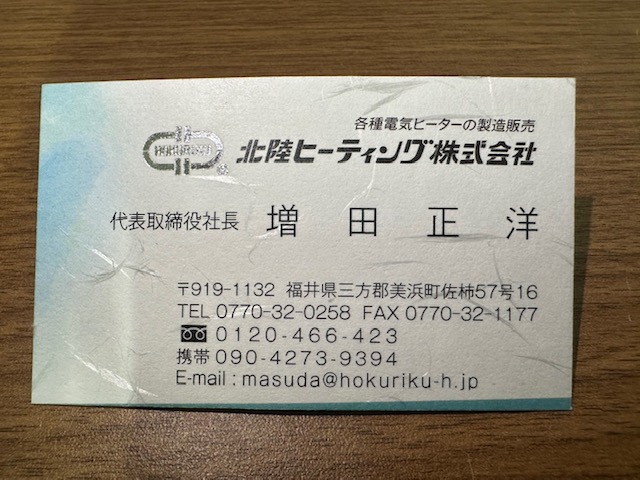 各種電気ヒーターの製造販売
北陸ヒーティング株式会社
代表取締役社長 増田正洋
〒919-1132 福井県三方郡美浜町佐柿57号16
TEL 0770-32-0258 FAX 0770-32-1177
0120-466-423
携帯 090-4273-9394
E-mail : masuda@hokuriku-h.jp